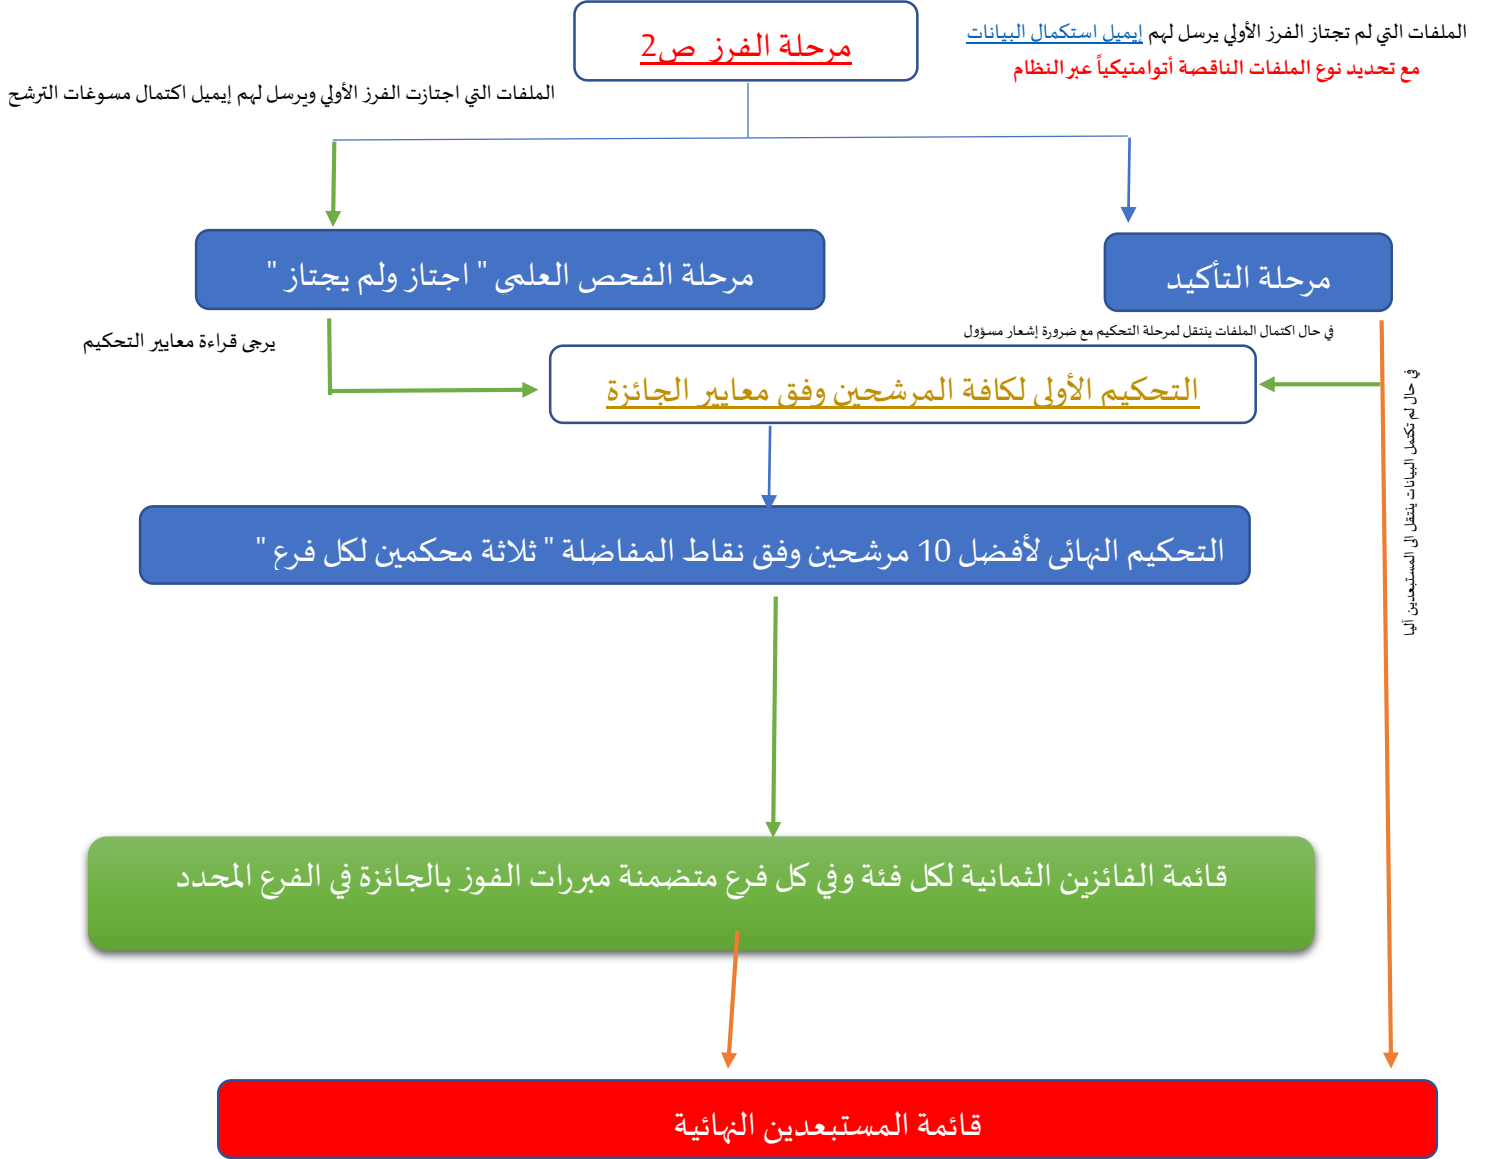 مرحلة الفرز ص2
الملفات التي لم تجتاز الفرز الأولي يرسل لهم إيميل استكمال البيانات
مع تحديد نوع الملفات الناقصة أتوامتيكياً عبر النظام
الملفات التي اجتازت الفرز الأولي ويرسل لهم إيميل اكتمال مسوغات الترشح
مرحلة التأكيد
مرحلة الفحص العلمي " اجتاز ولم يجتاز "
في حال اكتمال الملفات ينتقل لمرحلة التحكيم مع ضرورة إشعار مسؤول
يرجى قراءة معايير التحكيم
التحكيم الأولي لكافة المرشحين وفق معايير الجائزة
في حال لم تكتمل البيانات ينتقل الى المستبعدين آليا
التحكيم النهائي لأفضل 10 مرشحين وفق نقاط المفاضلة " ثلاثة محكمين لكل فرع "
قائمة الفائزين الثمانية لكل فئة وفي كل فرع متضمنة مبررات الفوز بالجائزة في الفرع المحدد
قائمة المستبعدين النهائية